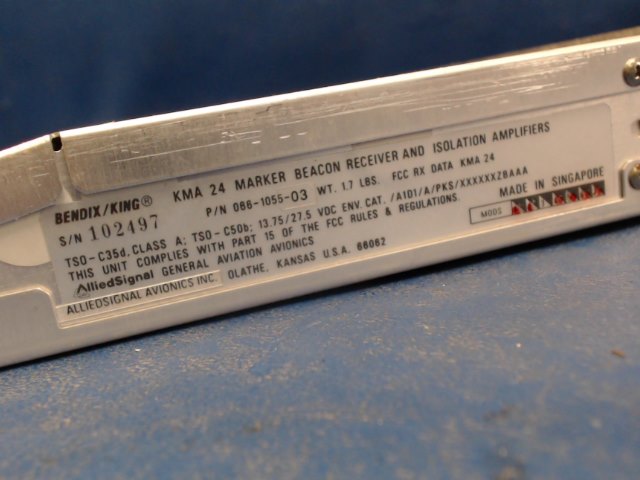 BENDIX/KING® KMA 24 MARKER BEACON RECEIVER AND ISOLATION AMPLIFIERS
S/N 102497 P/N 066-1055-03 WT. 1.7 LBS. FCC RX DATA KMA 24
TSO-C35d, CLASS A; TSO-C50b; 13.75/27.5 VDC ENV. CAT. /A1D1/A/PKS/XXXXXXZBAAA
THIS UNIT COMPLIES WITH PART 15 OF THE FCC RULES & REGULATIONS.
MADE IN SINGAPORE
AlliedSignal GENERAL AVIATION AVIONICS
MODS
ALLIEDSIGNAL AVIONICS INC. OLATHE, KANSAS U.S.A. 66062